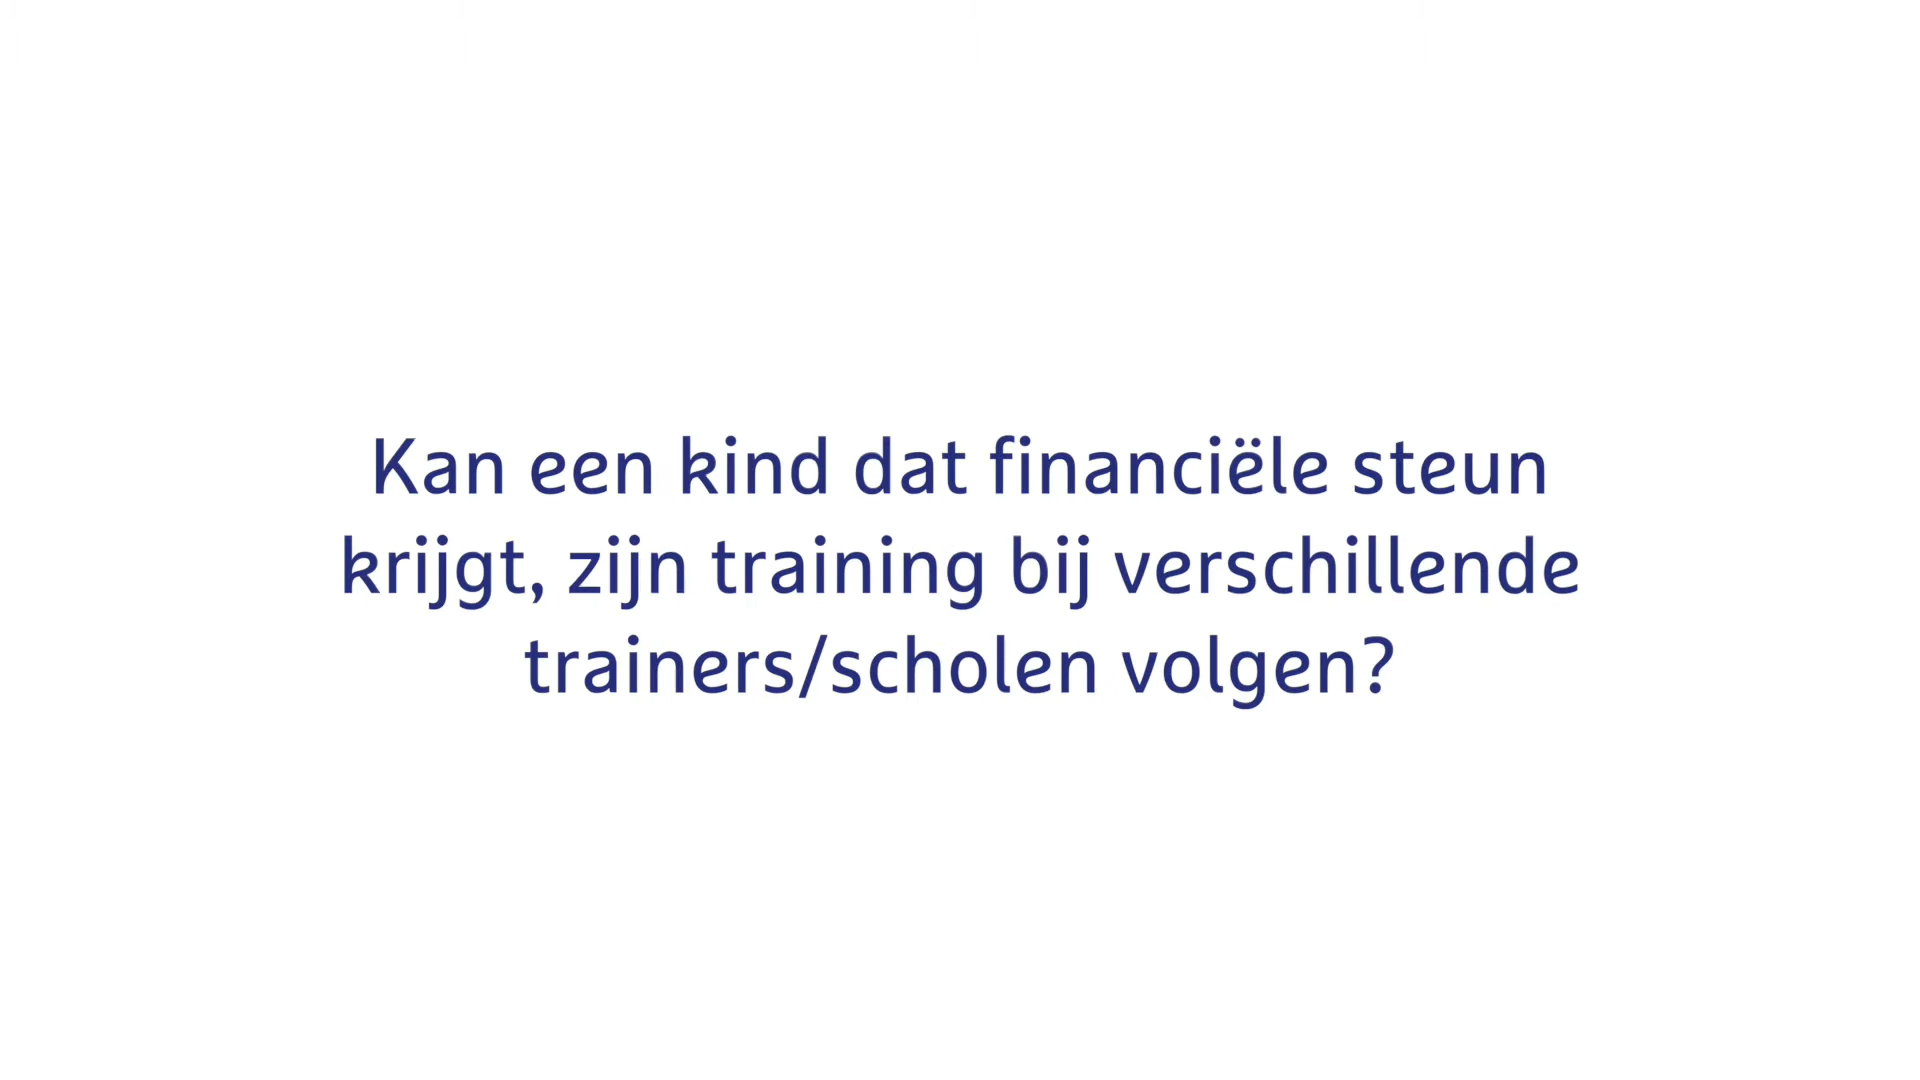 Kan een kind dat financiële steun
krijgt, zijn training bij verschillende
trainers/scholen volgen?